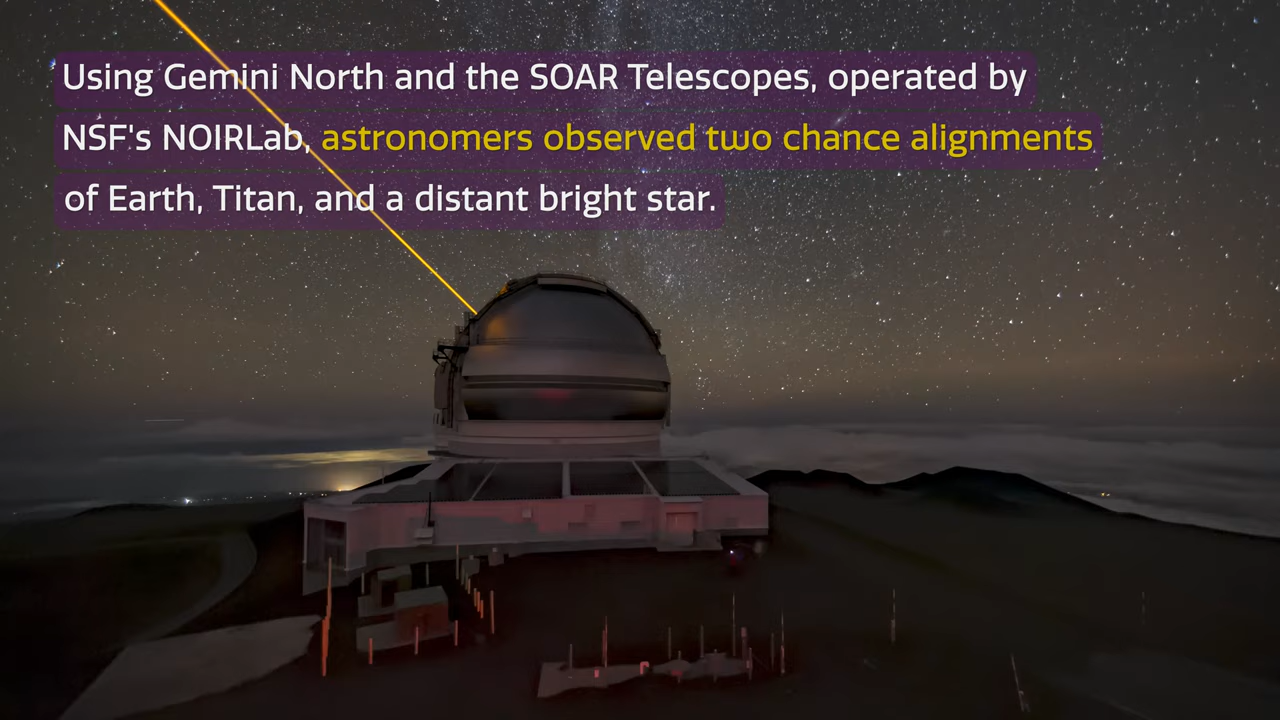 Using Gemini North and the SOAR Telescopes, operated by
NSF's NOIRLab, astronomers observed two chance alignments
of Earth, Titan, and a distant bright star.